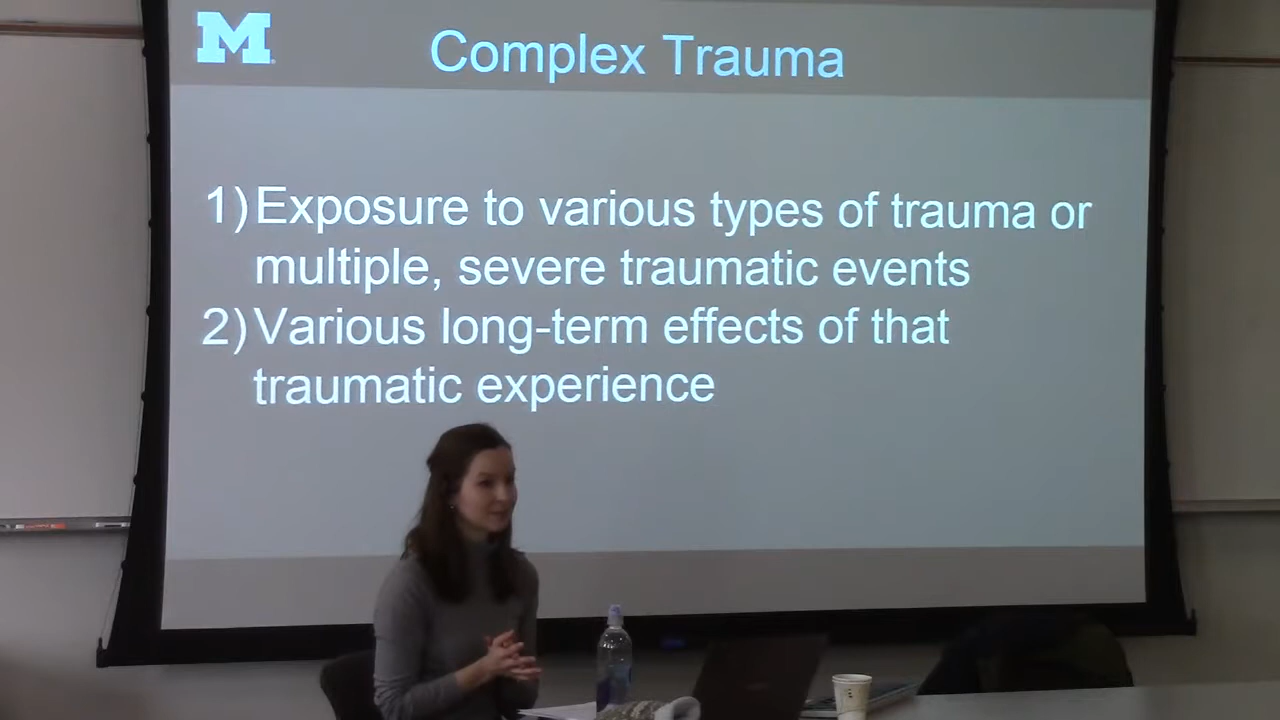 M
Complex Trauma
1) Exposure to various types of trauma or
multiple, severe traumatic events
2) Various long-term effects of that
traumatic experience